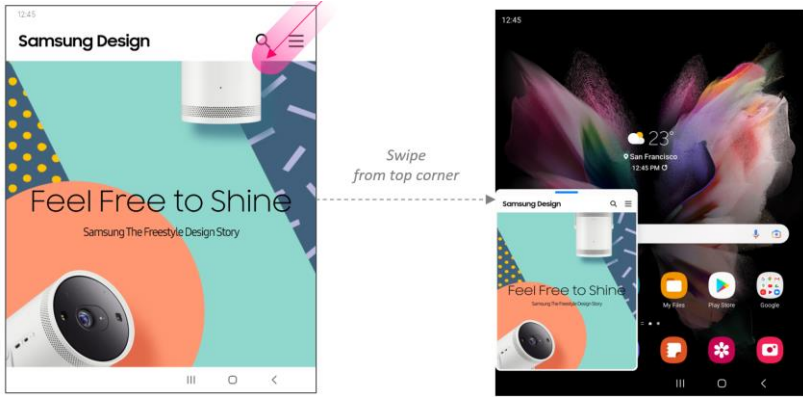 12:45
Samsung Design
Feel Free to Shine
Samsung The Freestyle Design Story
Swipe
from top corner
12:45
23°
San Francisco
12:45 PM
Samsung Design
Feel Free to Shine
Samsung The Freestyle Design Story
My Files
Play Store
Google